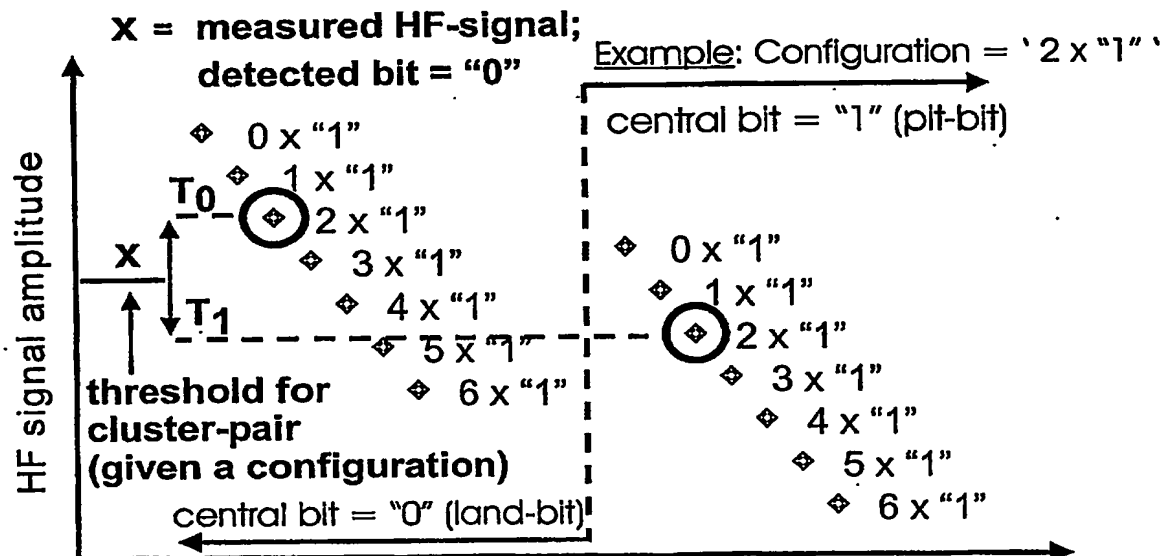 x = measured HF-signal;
detected bit = “0”
Example: Configuration = ‘ 2 x “1” ‘
central bit = “1” (pit-bit)
HF signal amplitude
0 x “1”
1 x “1”
T0
2 x “1”
3 x “1”
x
4 x “1”
T1
5 x “1”
6 x “1”
0 x “1”
1 x “1”
2 x “1”
3 x “1”
4 x “1”
5 x “1”
6 x “1”
threshold for
cluster-pair
(given a configuration)
central bit = “0” (land-bit)